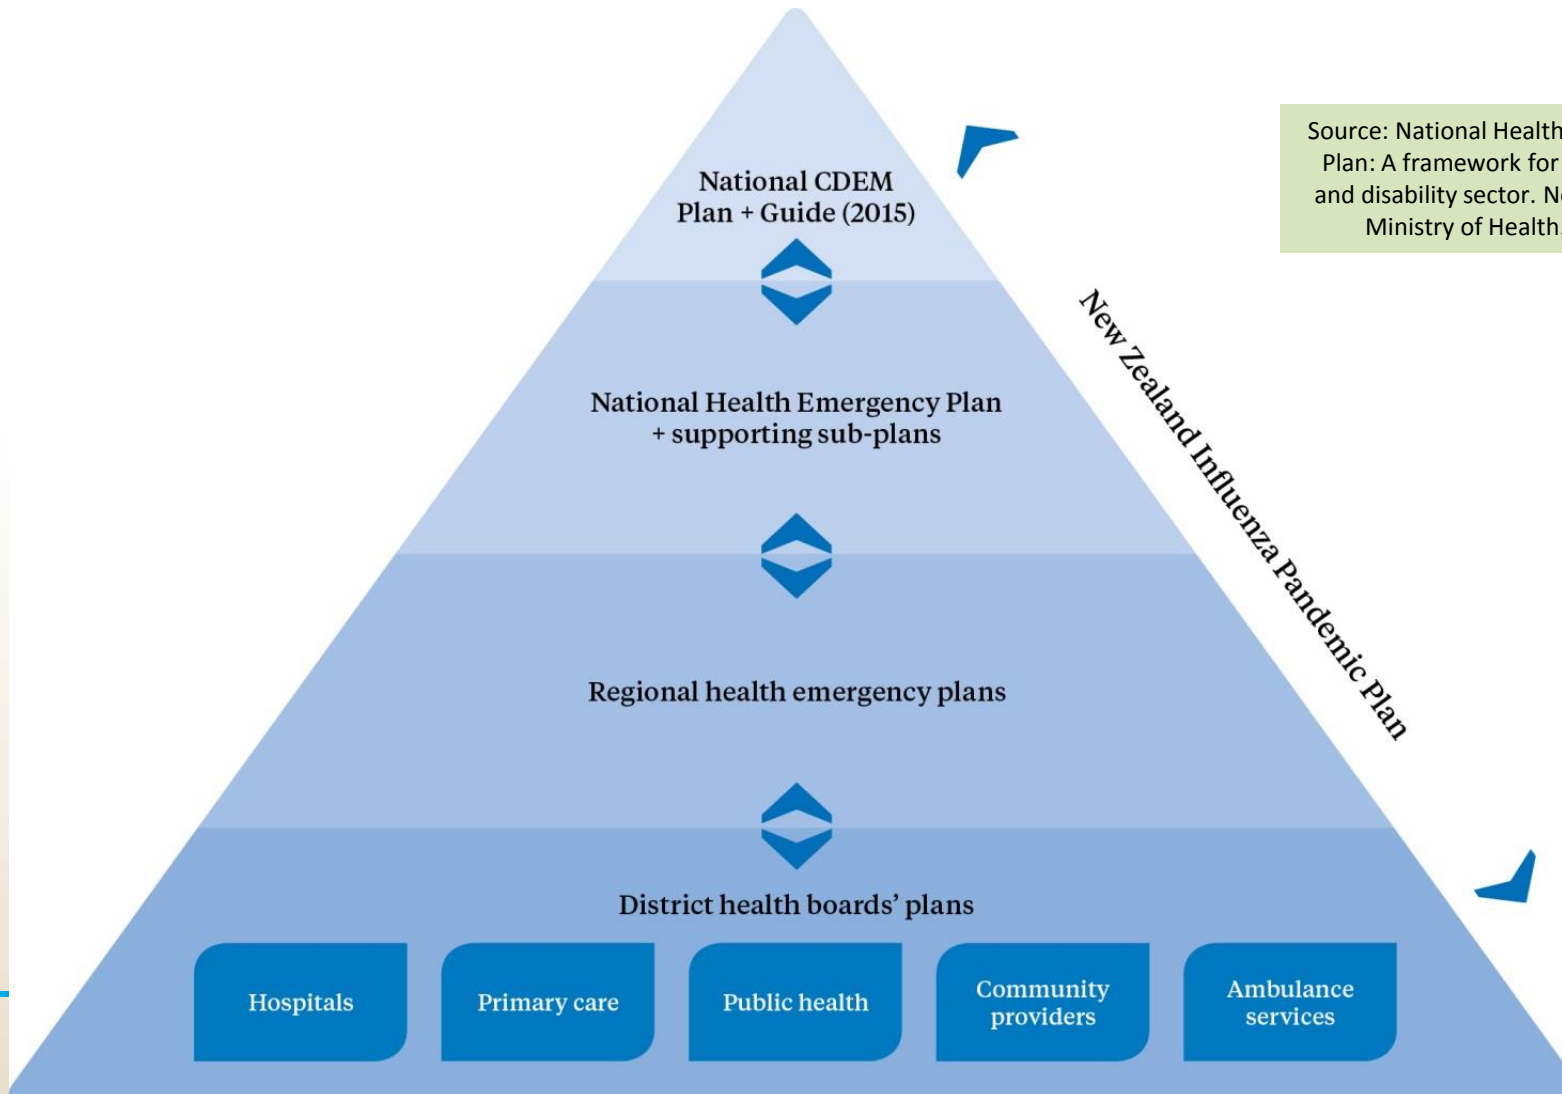 National CDEM
Plan + Guide (2015)
Source: National Health
Plan: A framework for
and disability sector.
Ministry of Health
New Zealand Influenza Pandemic Plan
National Health Emergency Plan
+ supporting sub-plans
Regional health emergency plans
District health boards’ plans
Hospitals
Primary care
Public health
Community
providers
Ambulance
services